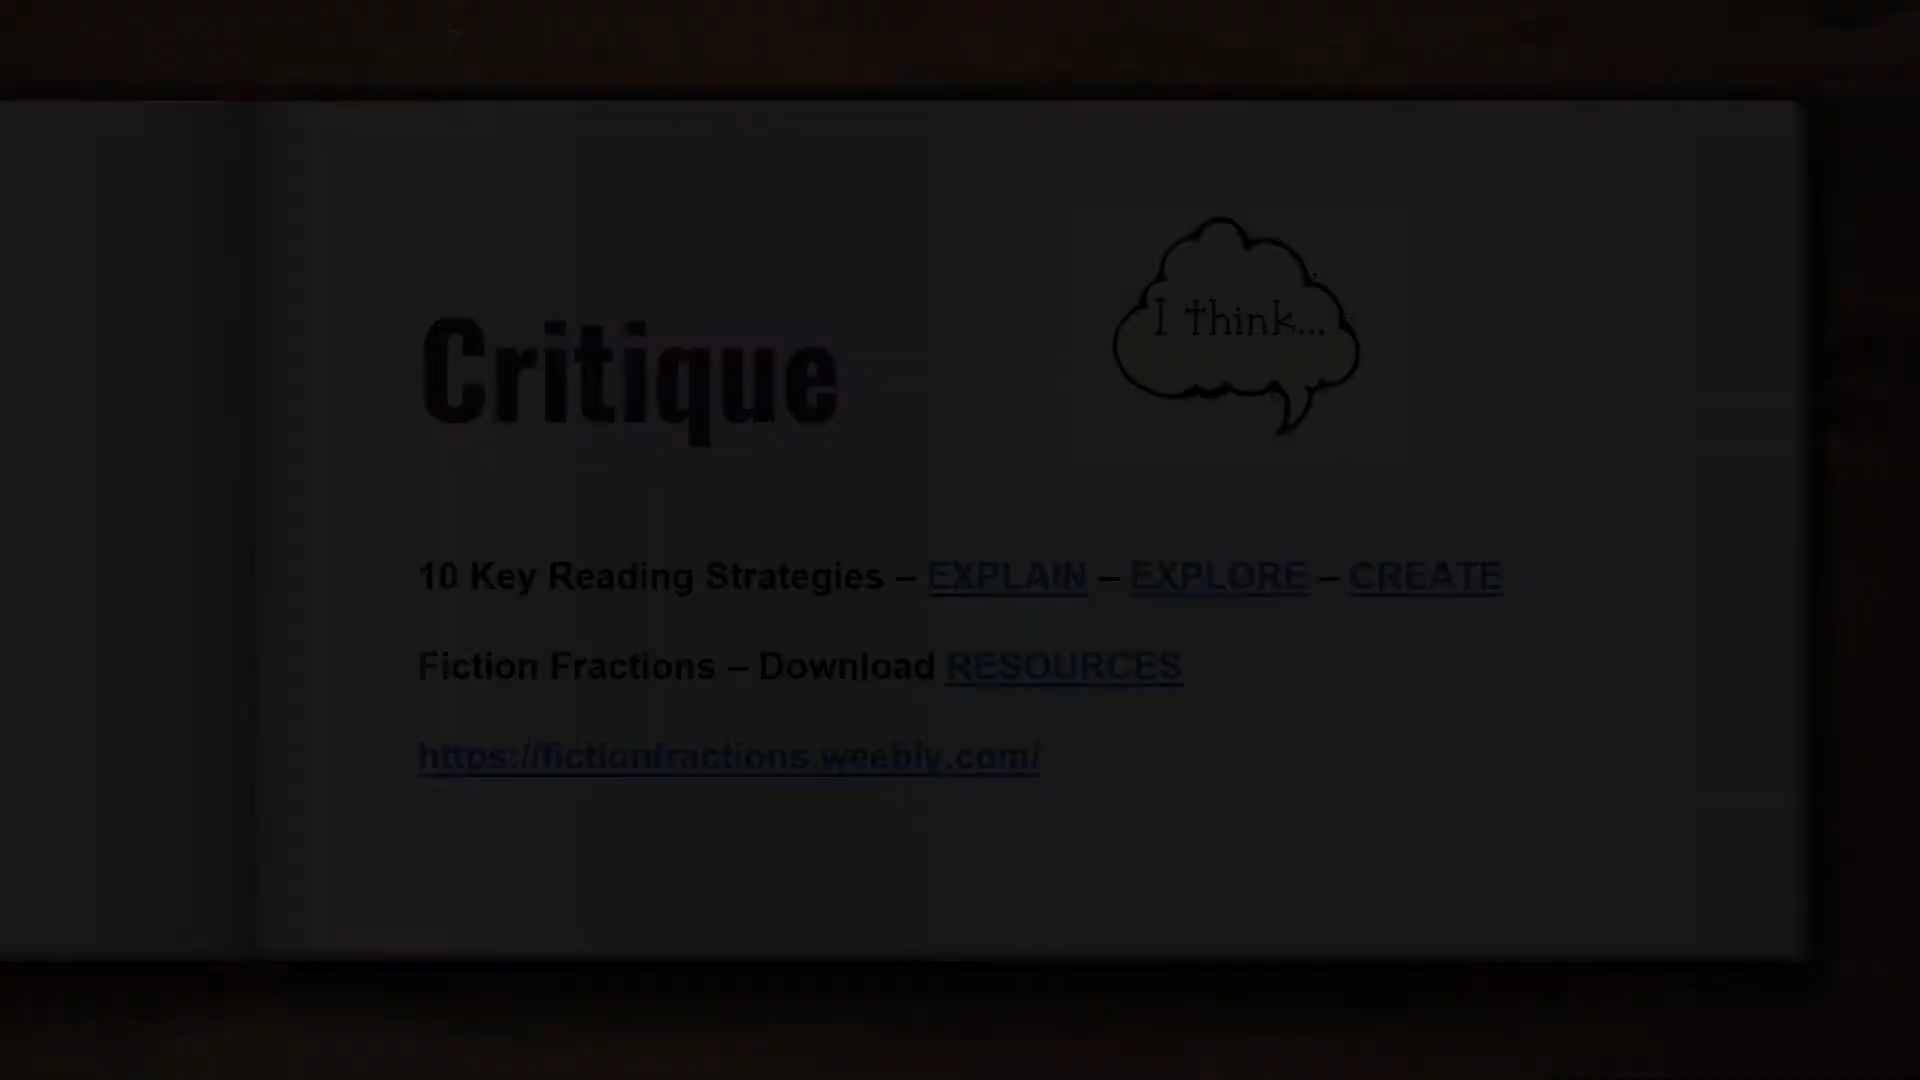 I think...
Critique
10 Key Reading Strategies – EXPLAIN – EXPLORE – CREATE
Fiction Fractions – Download RESOURCES
https://fictionfractions.weebly.com/